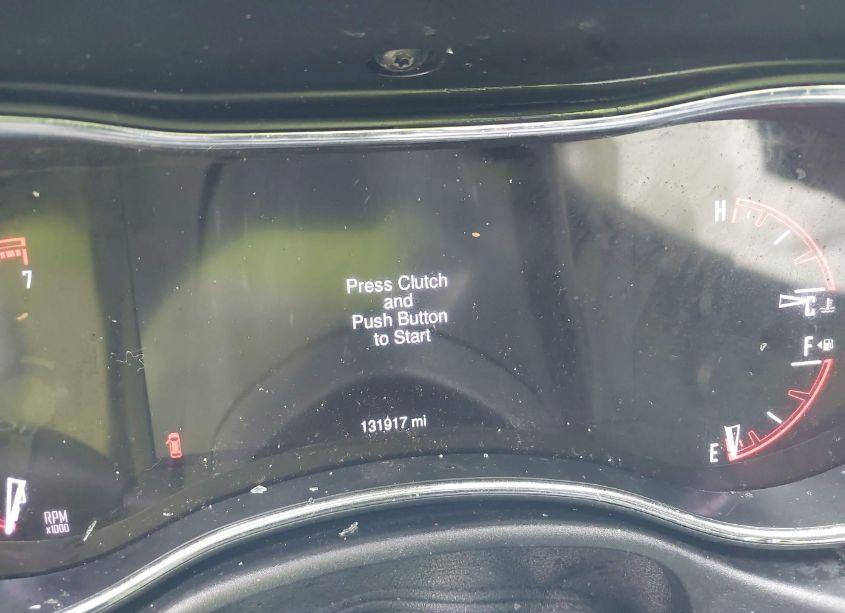 H
7
Press Clutch
and
Push Button
to Start
C
F
131917 mi
E
RPM
x1000